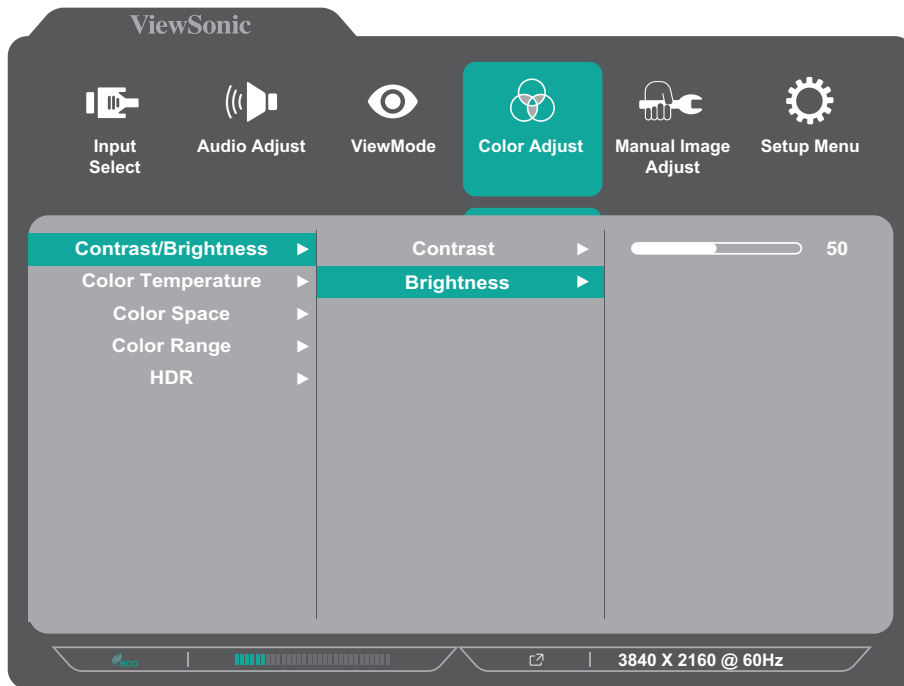 ViewSonic
Input Select
Audio Adjust
ViewMode
Color Adjust
Manual Image Adjust
Setup Menu
Contrast/Brightness
Contrast
50
Color Temperature
Brightness
Color Space
Color Range
HDR
eco
3840 X 2160 @ 60Hz